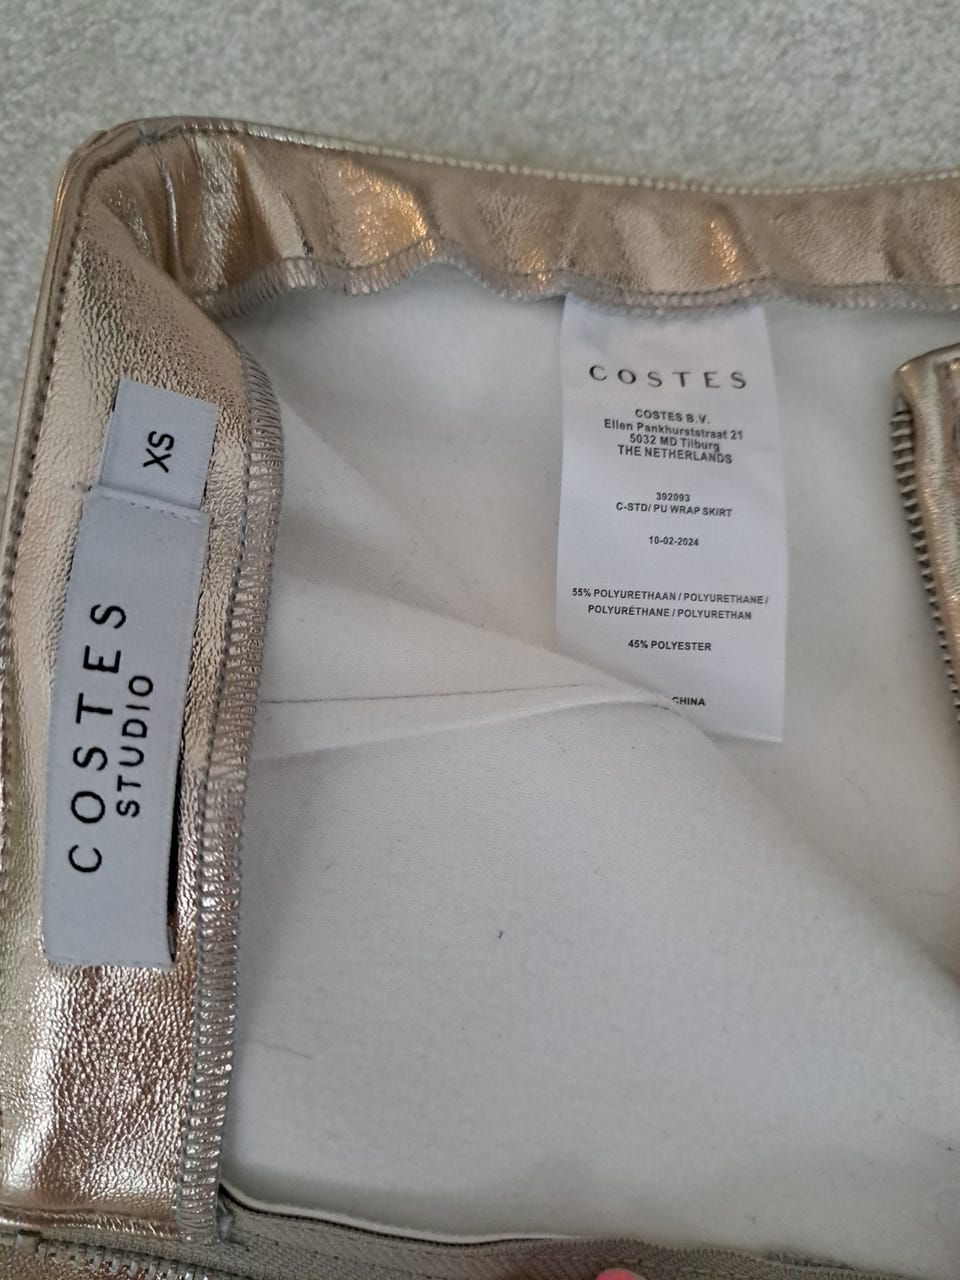 XS
COSTES
STUDIO
COSTES
COSTES B.V.
Ellen Pankhurststraat 21
5032 MD Tilburg
THE NETHERLANDS
392093
C-STD/ PU WRAP SKIRT
10-02-2024
55% POLYURETHAAN / POLYURETHANE /
POLYURÉTHANE / POLYURETHAN
45% POLYESTER
CHINA